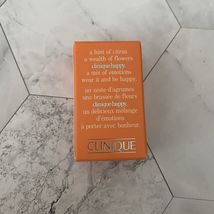 a hint of citrus
a wealth of flowers
clinique happy.
a mix of emotions
wear it and be happy.
un zeste d'agrumes
une brassée de fleurs
clinique happy.
un délicieux mélange
d'émotions
à porter avec bonheur.
CLINIQUE